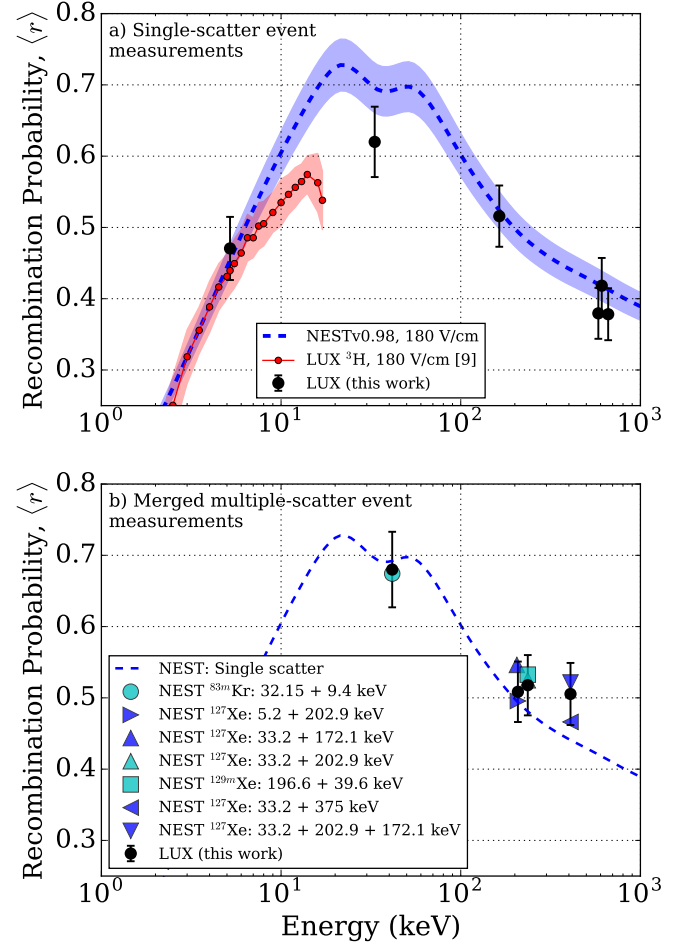 Recombination Probability, ⟨r⟩
0.8
0.7
0.6
0.5
0.4
0.3
a) Single-scatter event
measurements
NESTv0.98, 180 V/cm
LUX ³H, 180 V/cm [9]
LUX (this work)
10⁰
10¹
10²
10³
Recombination Probability, ⟨r⟩
0.8
0.7
0.6
0.5
0.4
0.3
b) Merged multiple-scatter event
measurements
NEST: Single scatter
NEST ⁸³ᵐKr: 32.15 + 9.4 keV
NEST ¹²⁷Xe: 5.2 + 202.9 keV
NEST ¹²⁷Xe: 33.2 + 172.1 keV
NEST ¹²⁷Xe: 33.2 + 202.9 keV
NEST ¹²⁹ᵐXe: 196.6 + 39.6 keV
NEST ¹²⁷Xe: 33.2 + 375 keV
NEST ¹²⁷Xe: 33.2 + 202.9 + 172.1 keV
LUX (this work)
10⁰
10¹
10²
10³
Energy (keV)